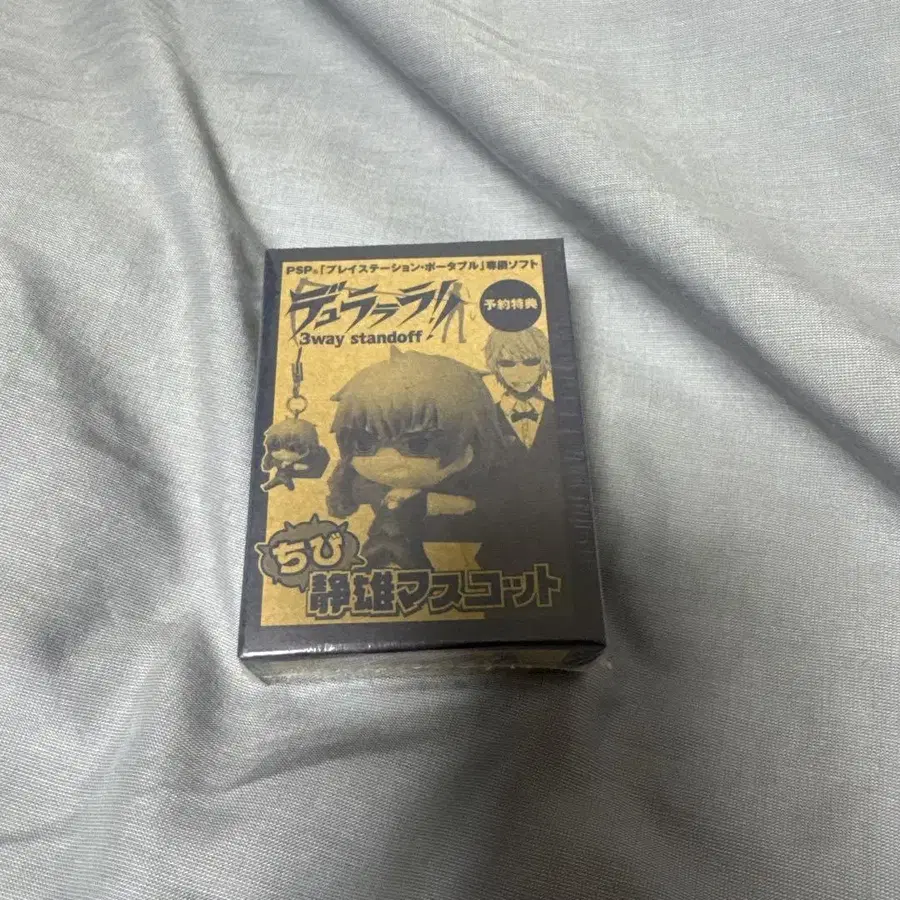 PSP®「プレイステーション・ポータブル」専用ソフト
デュラララ!!
3way standoff
予約特典
ちび
静雄マスコット